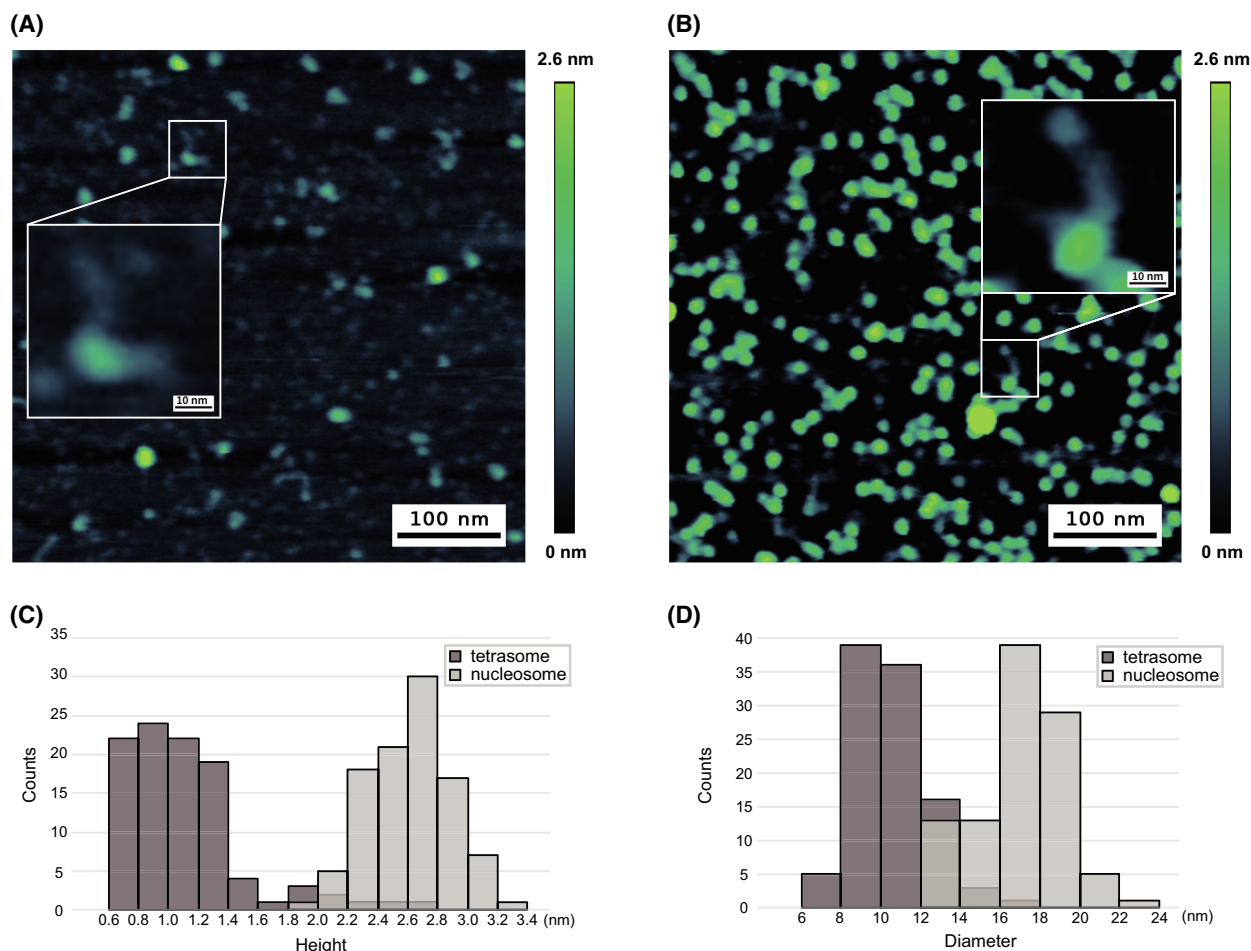 (A)
(B)
2.6 nm
2.6 nm
10 nm
10 nm
100 nm
100 nm
0 nm
0 nm
(C)
35
30
25
20
15
10
5
0
Counts
tetrasome
nucleosome
0.6 0.8 1.0 1.2 1.4 1.6 1.8 2.0 2.2 2.4 2.6 2.8 3.0 3.2 3.4 (nm)
Height
(D)
40
35
30
25
20
15
10
5
0
Counts
tetrasome
nucleosome
6 8 10 12 14 16 18 20 22 24 (nm)
Diameter